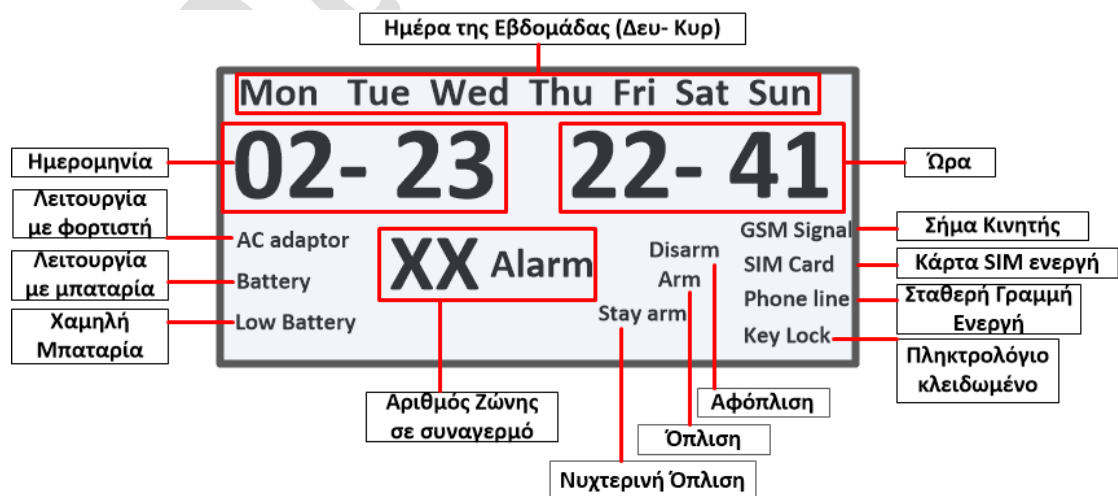 Ημέρα της Εβδομάδας (Δευ- Κυρ)
Mon Tue Wed Thu Fri Sat Sun
02- 23 22- 41
Ημερομηνία
Ώρα
Λειτουργία
με φορτιστή
AC adaptor
Λειτουργία
με μπαταρία
Battery
Χαμηλή
Μπαταρία
Low Battery
XX Alarm
Disarm
Arm
Stay arm
GSM Signal
Σήμα Κινητής
SIM Card
Κάρτα SIM ενεργή
Phone line
Σταθερή Γραμμή
Ενεργή
Key Lock
Πληκτρολόγιο
κλειδωμένο
Αριθμός Ζώνης
σε συναγερμό
Αφόπλιση
Όπλιση
Νυχτερινή Όπλιση